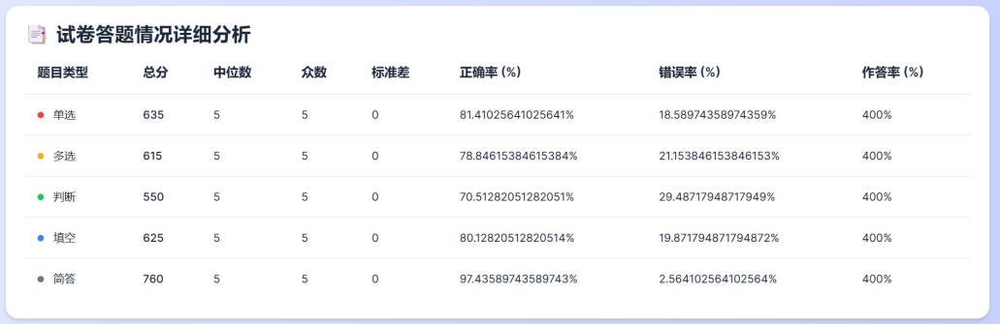 试卷答题情况详细分析
题目类型 总分 中位数 众数 标准差 正确率 (%) 错误率 (%) 作答率 (%)
单选 635 5 5 0 81.41025641025641% 18.58974358974359% 400%
多选 615 5 5 0 78.84615384615384% 21.153846153846153% 400%
判断 550 5 5 0 70.51282051282051% 29.48717948717949% 400%
填空 625 5 5 0 80.12820512820514% 19.871794871794872% 400%
简答 760 5 5 0 97.43589743589743% 2.564102564102564% 400%